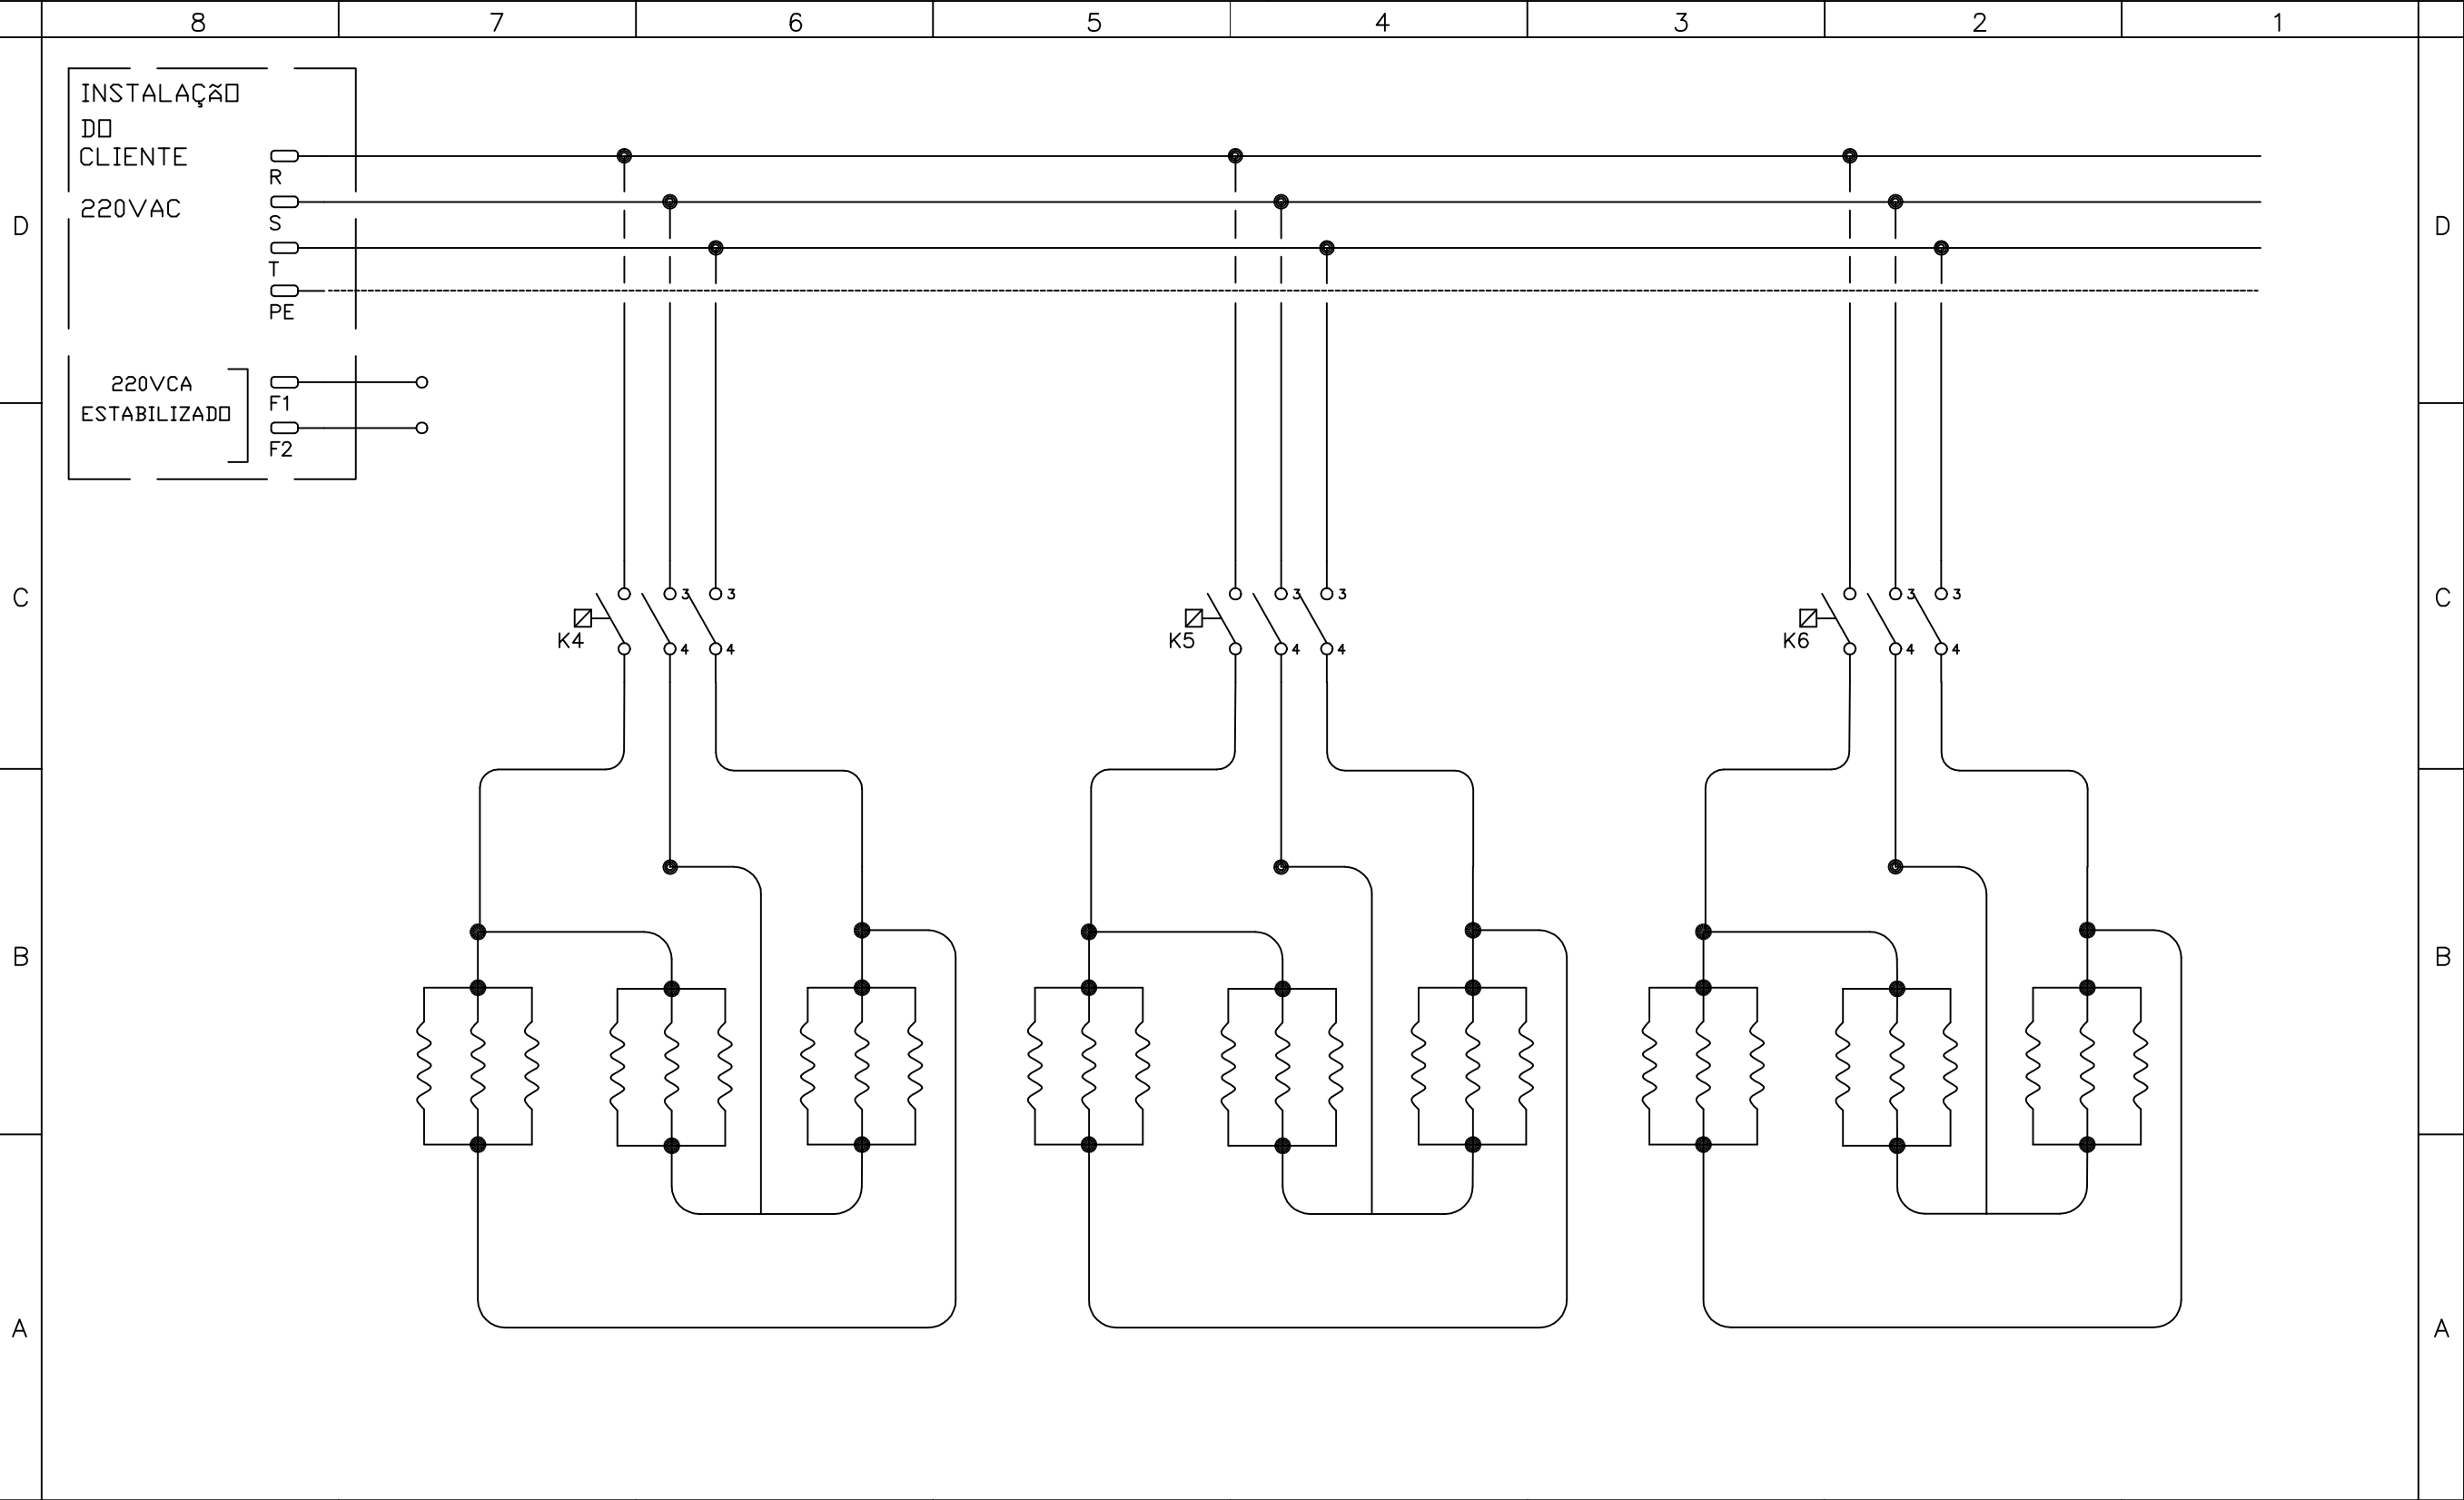 8 7 6 5 4 3 2 1
INSTALAÇÃO
DO
CLIENTE
R
220VAC
S
D D
T
PE
220VCA
F1
ESTABILIZADO
F2
3 3 3 3 3 3
C C
K4 K5 K6
4 4 4 4 4 4
B B
A A